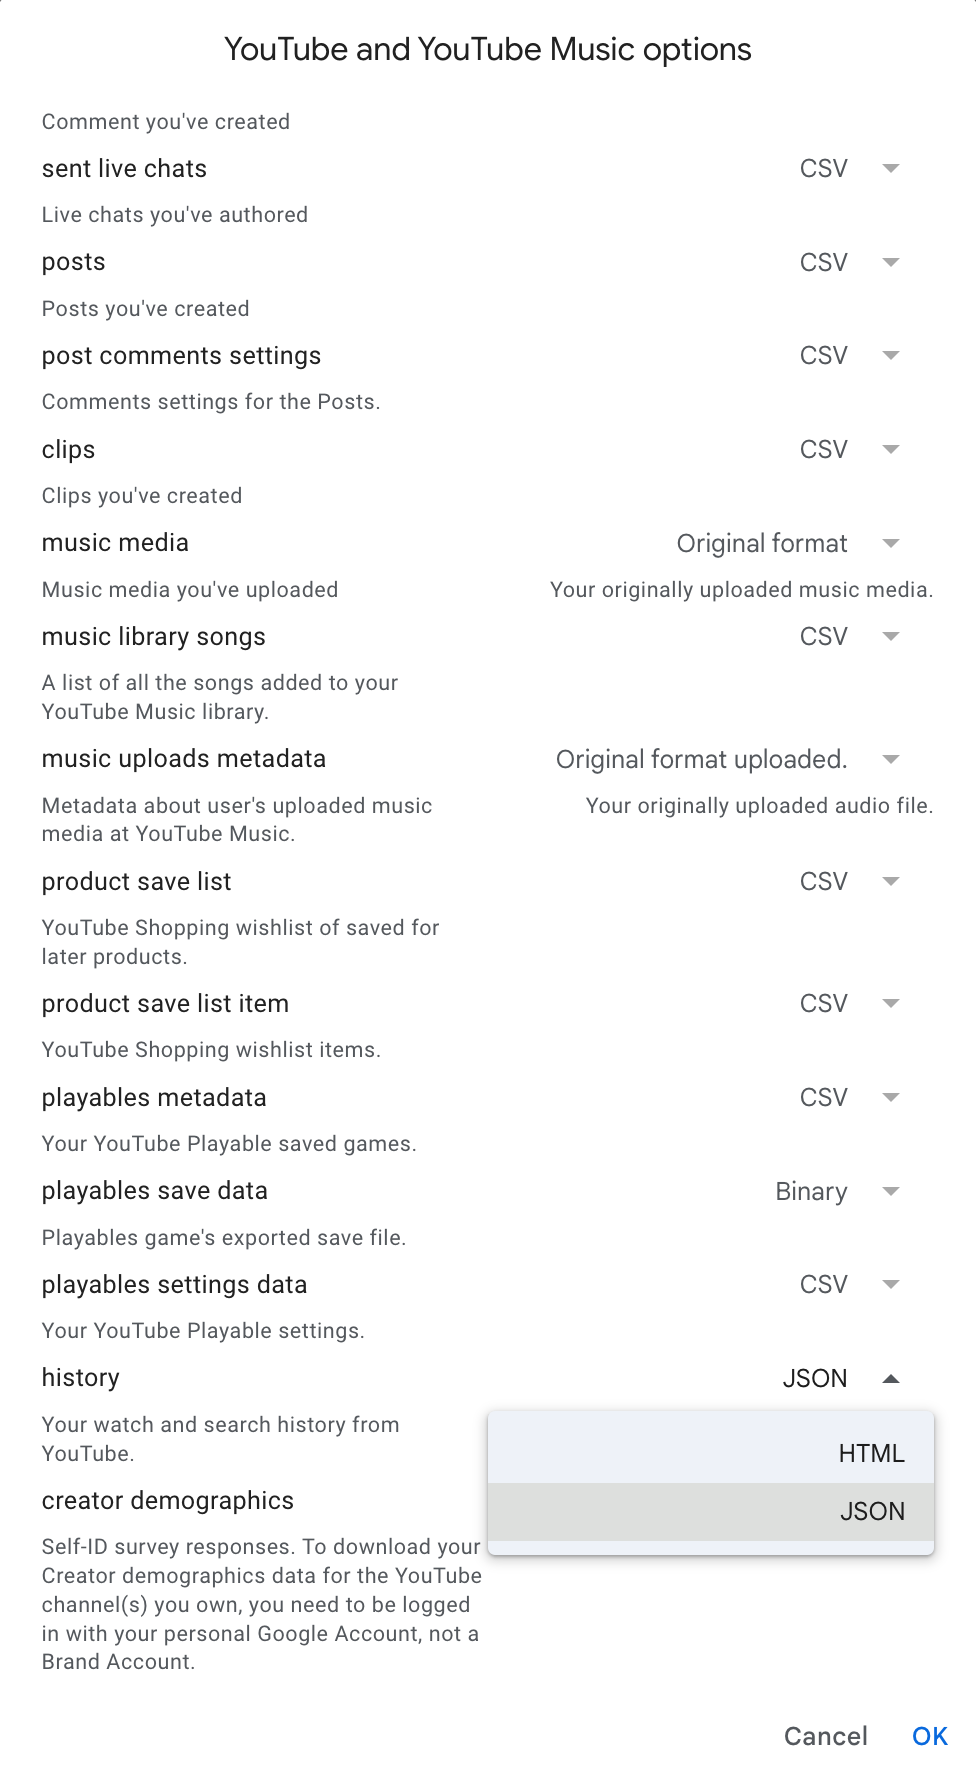 YouTube and YouTube Music options
Comment you've created
sent live chats CSV
Live chats you've authored
posts CSV
Posts you've created
post comments settings CSV
Comments settings for the Posts.
clips CSV
Clips you've created
music media Original format
Music media you've uploaded Your originally uploaded music media.
music library songs CSV
A list of all the songs added to your
YouTube Music library.
music uploads metadata Original format uploaded.
Metadata about user's uploaded music Your originally uploaded audio file.
media at YouTube Music.
product save list CSV
YouTube Shopping wishlist of saved for
later products.
product save list item CSV
YouTube Shopping wishlist items.
playables metadata CSV
Your YouTube Playable saved games.
playables save data Binary
Playables game's exported save file.
playables settings data CSV
Your YouTube Playable settings.
history JSON
Your watch and search history from
YouTube.
HTML
creator demographics
JSON
Self-ID survey responses. To download your
Creator demographics data for the YouTube
channel(s) you own, you need to be logged
in with your personal Google Account, not a
Brand Account.
Cancel OK